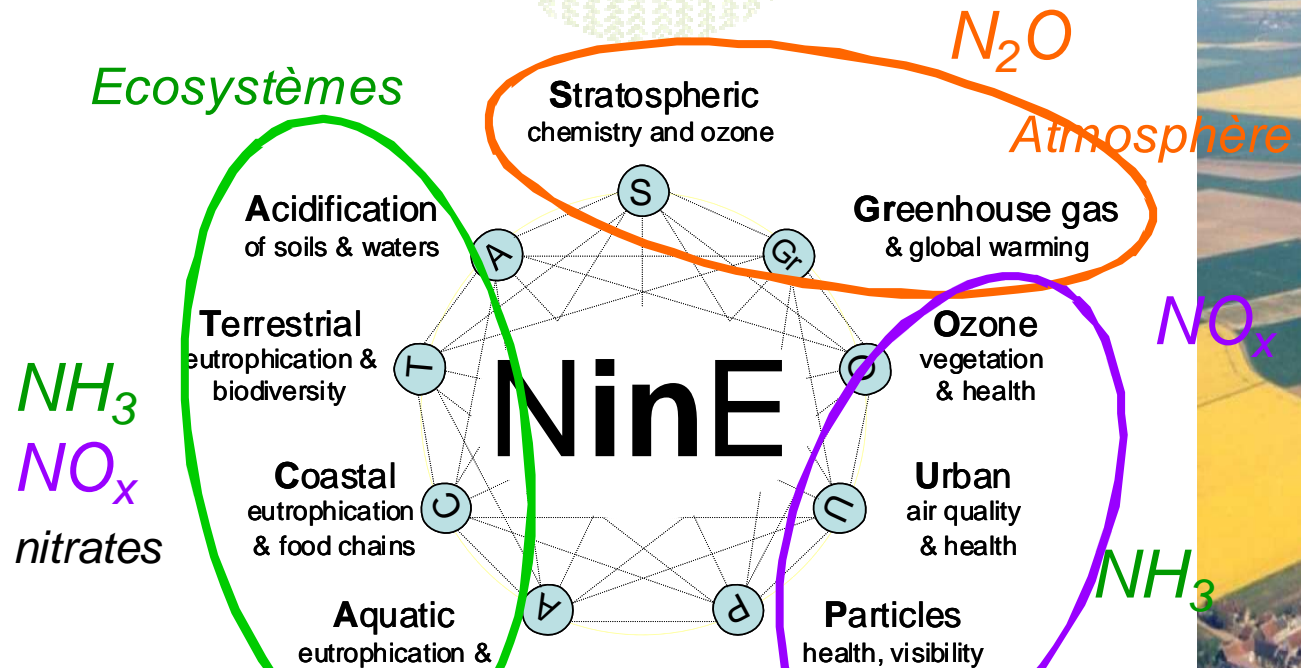 N2O
Ecosystèmes
Atmosphère
Stratospheric
chemistry and ozone
S
Acidification
of soils & waters
A
Greenhouse gas
& global warming
Gr
Terrestrial
eutrophication &
biodiversity
T
Ozone
vegetation
& health
O
NOx
NinE
NH3
NOx
nitrates
Coastal
eutrophication
& food chains
C
Urban
air quality
& health
U
NH3
Aquatic
eutrophication &
A
Particles
health, visibility
P